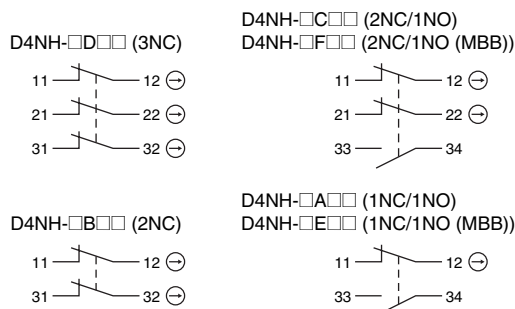 D4NH-□D□□ (3NC)
11 12
21 22
31 32
D4NH-□C□□ (2NC/1NO)
D4NH-□F□□ (2NC/1NO (MBB))
11 12
21 22
33 34
D4NH-□B□□ (2NC)
11 12
31 32
D4NH-□A□□ (1NC/1NO)
D4NH-□E□□ (1NC/1NO (MBB))
11 12
33 34